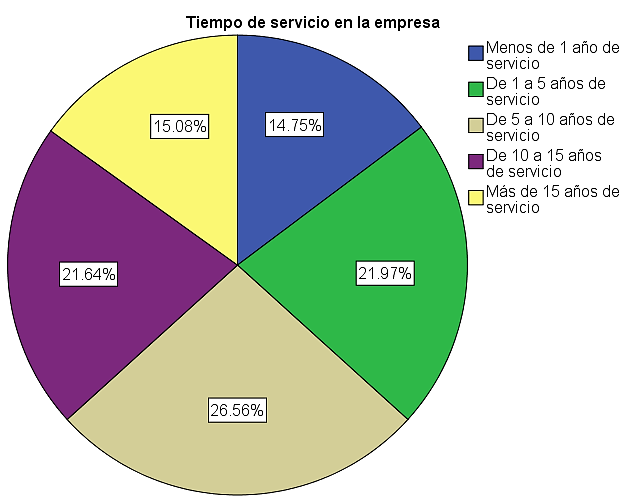 Tiempo de servicio en la empresa
Menos de 1 año de
servicio
De 1 a 5 años de
servicio
De 5 a 10 años de
servicio
De 10 a 15 años
de servicio
Más de 15 años de
servicio
15.08%
14.75%
21.64%
21.97%
26.56%